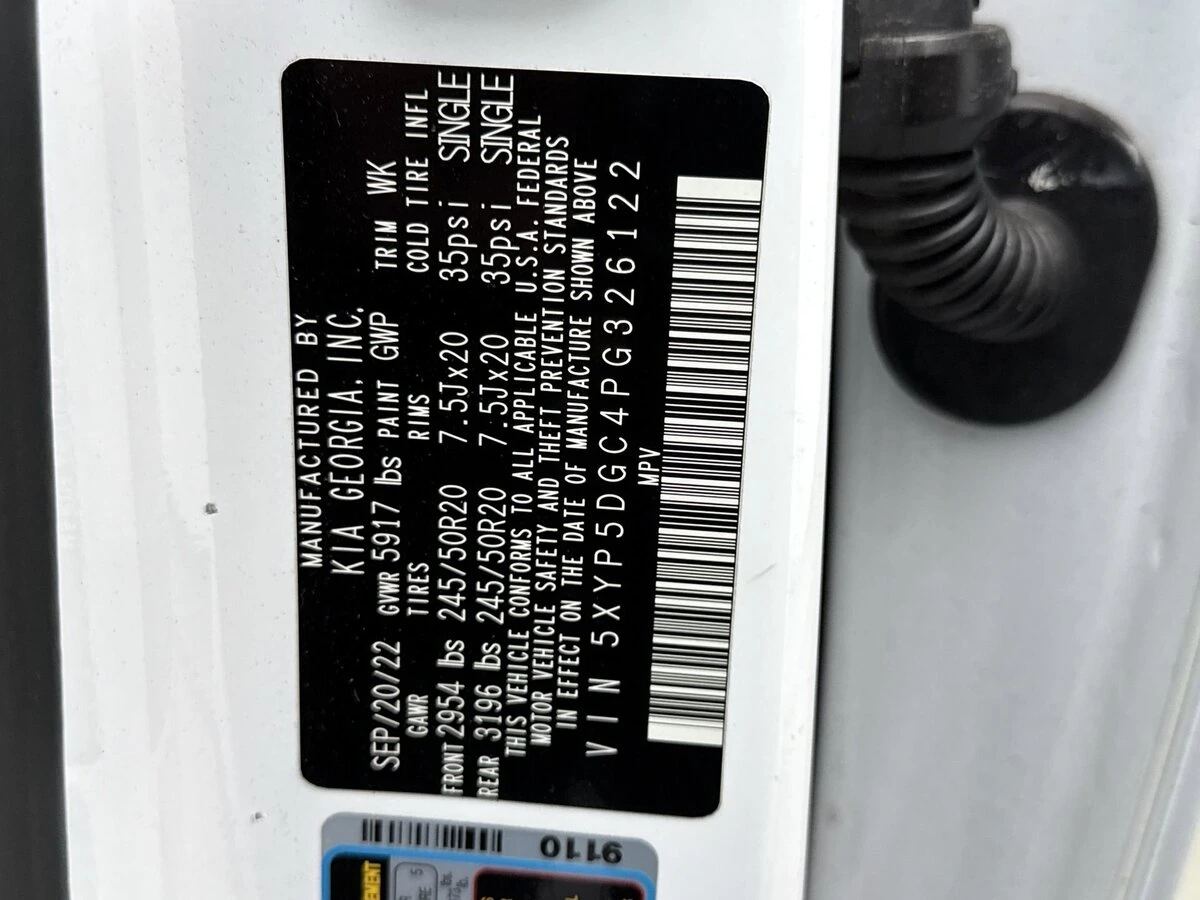 MANUFACTURED BY
KIA GEORGIA, INC.
SEP/20/22 GVWR 5917 lbs PAINT GWP TRIM WK
GAWR TIRES RIMS COLD TIRE INFL
FRONT 2954 lbs 245/50R20 7.5Jx20 35psi SINGLE
REAR 3196 lbs 245/50R20 7.5Jx20 35psi SINGLE
THIS VEHICLE CONFORMS TO ALL APPLICABLE U.S.A. FEDERAL
MOTOR VEHICLE SAFETY AND THEFT PREVENTION STANDARDS
IN EFFECT ON THE DATE OF MANUFACTURE SHOWN ABOVE
VIN 5XYP5DGC4PG326122
MPV
9110